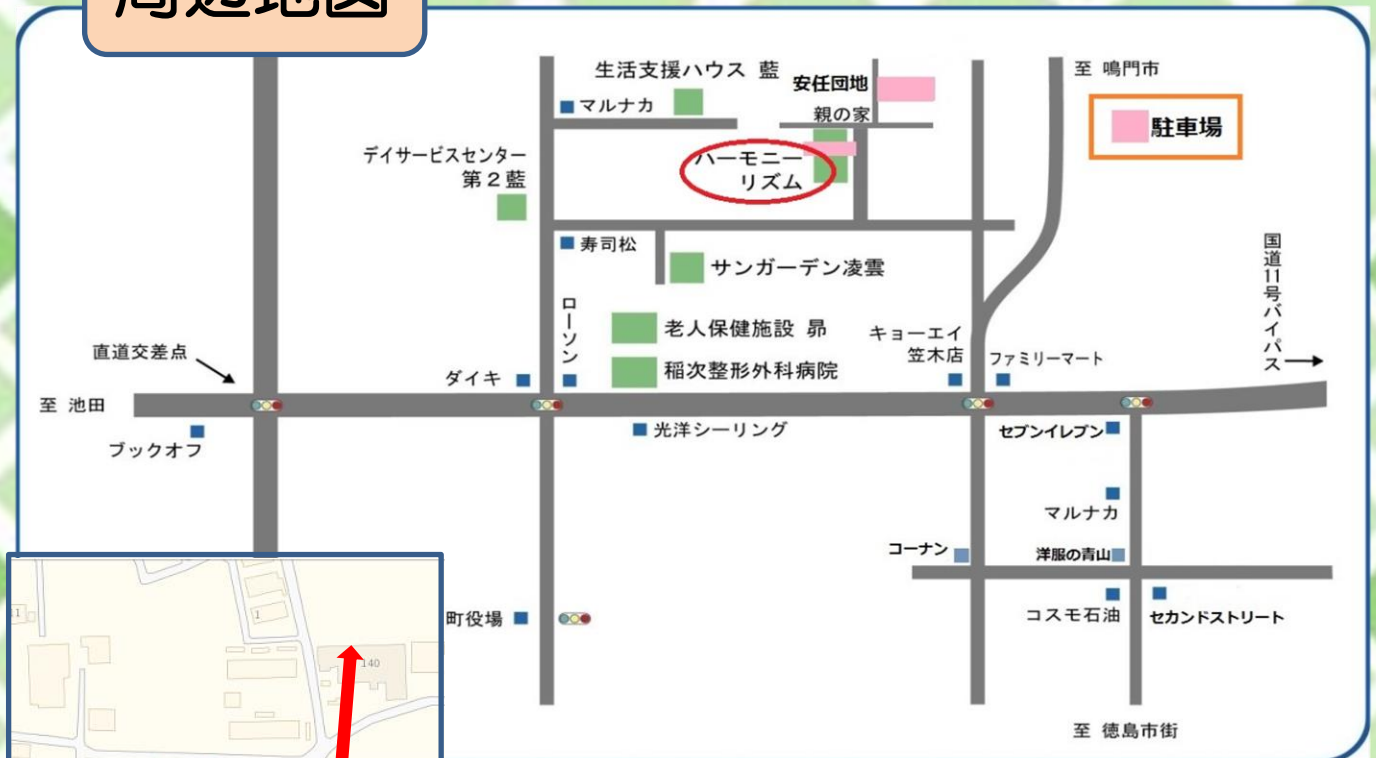 周辺地図
生活支援ハウス 藍
マルナカ
安任団地
親の家
至 鳴門市
駐車場
デイサービスセンター
第2藍
ハーモニー
リズム
寿司松
サンガーデン凌雲
国道11号バイパス
ローソン
老人保健施設 昴
稲次整形外科病院
キョーエイ
笠木店
ファミリーマート
直道交差点
ダイキ
至 池田
ブックオフ
光洋シーリング
セブンイレブン
マルナカ
コーナン
洋服の青山
町役場
コスモ石油
セカンドストリート
至 徳島市街
1
140